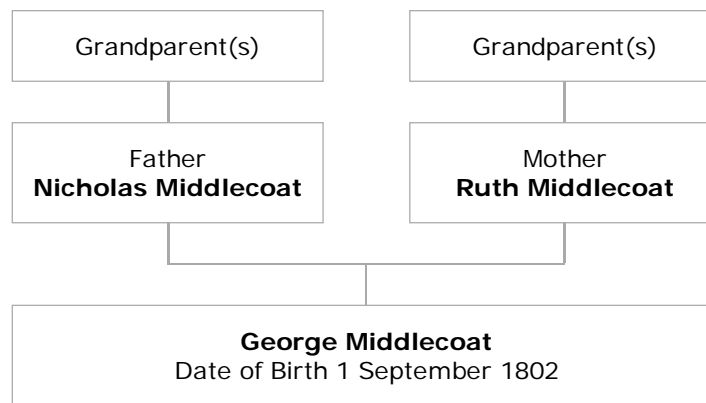 Grandparent(s)
Grandparent(s)
Father
Nicholas Middlecoat
Mother
Ruth Middlecoat
George Middlecoat
Date of Birth 1 September 1802